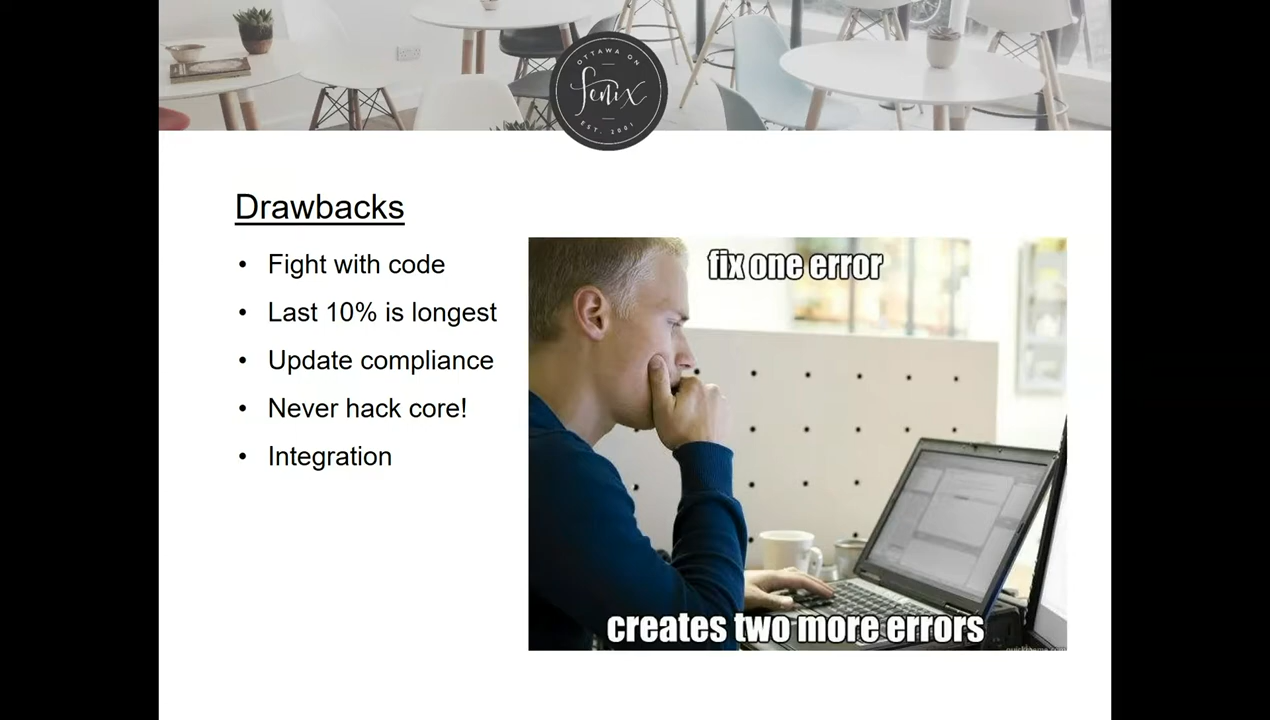 OTTAWA ON
fenix
EST. 2001
Drawbacks
• Fight with code
• Last 10% is longest
• Update compliance
• Never hack core!
• Integration
fix one error
creates two more errors